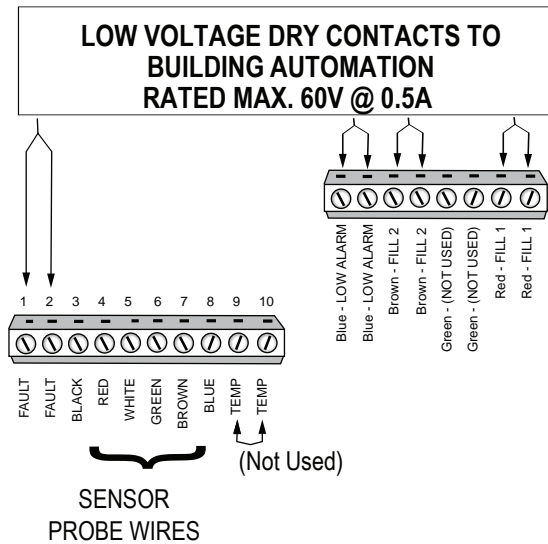 LOW VOLTAGE DRY CONTACTS TO
BUILDING AUTOMATION
RATED MAX. 60V @ 0.5A
Blue - LOW ALARM
Blue - LOW ALARM
Brown - FILL 2
Brown - FILL 2
Green - (NOT USED)
Green - (NOT USED)
Red - FILL 1
Red - FILL 1
1 2 3 4 5 6 7 8 9 10
FAULT
FAULT
BLACK
RED
WHITE
GREEN
BROWN
BLUE
TEMP
TEMP
(Not Used)
SENSOR
PROBE WIRES